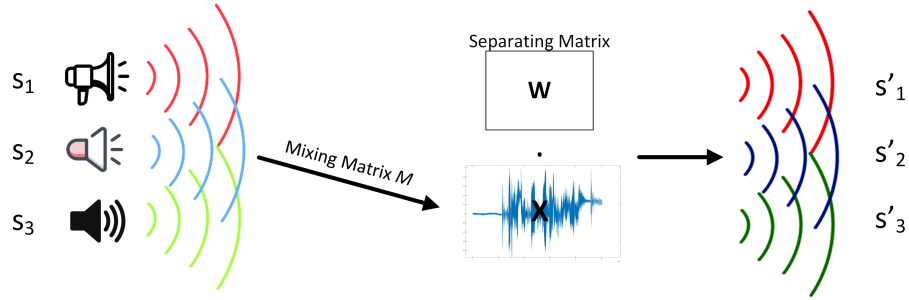 Separating Matrix
W
s₁
s₂
s₃
Mixing Matrix M
.
X
s'₁
s'₂
s'₃